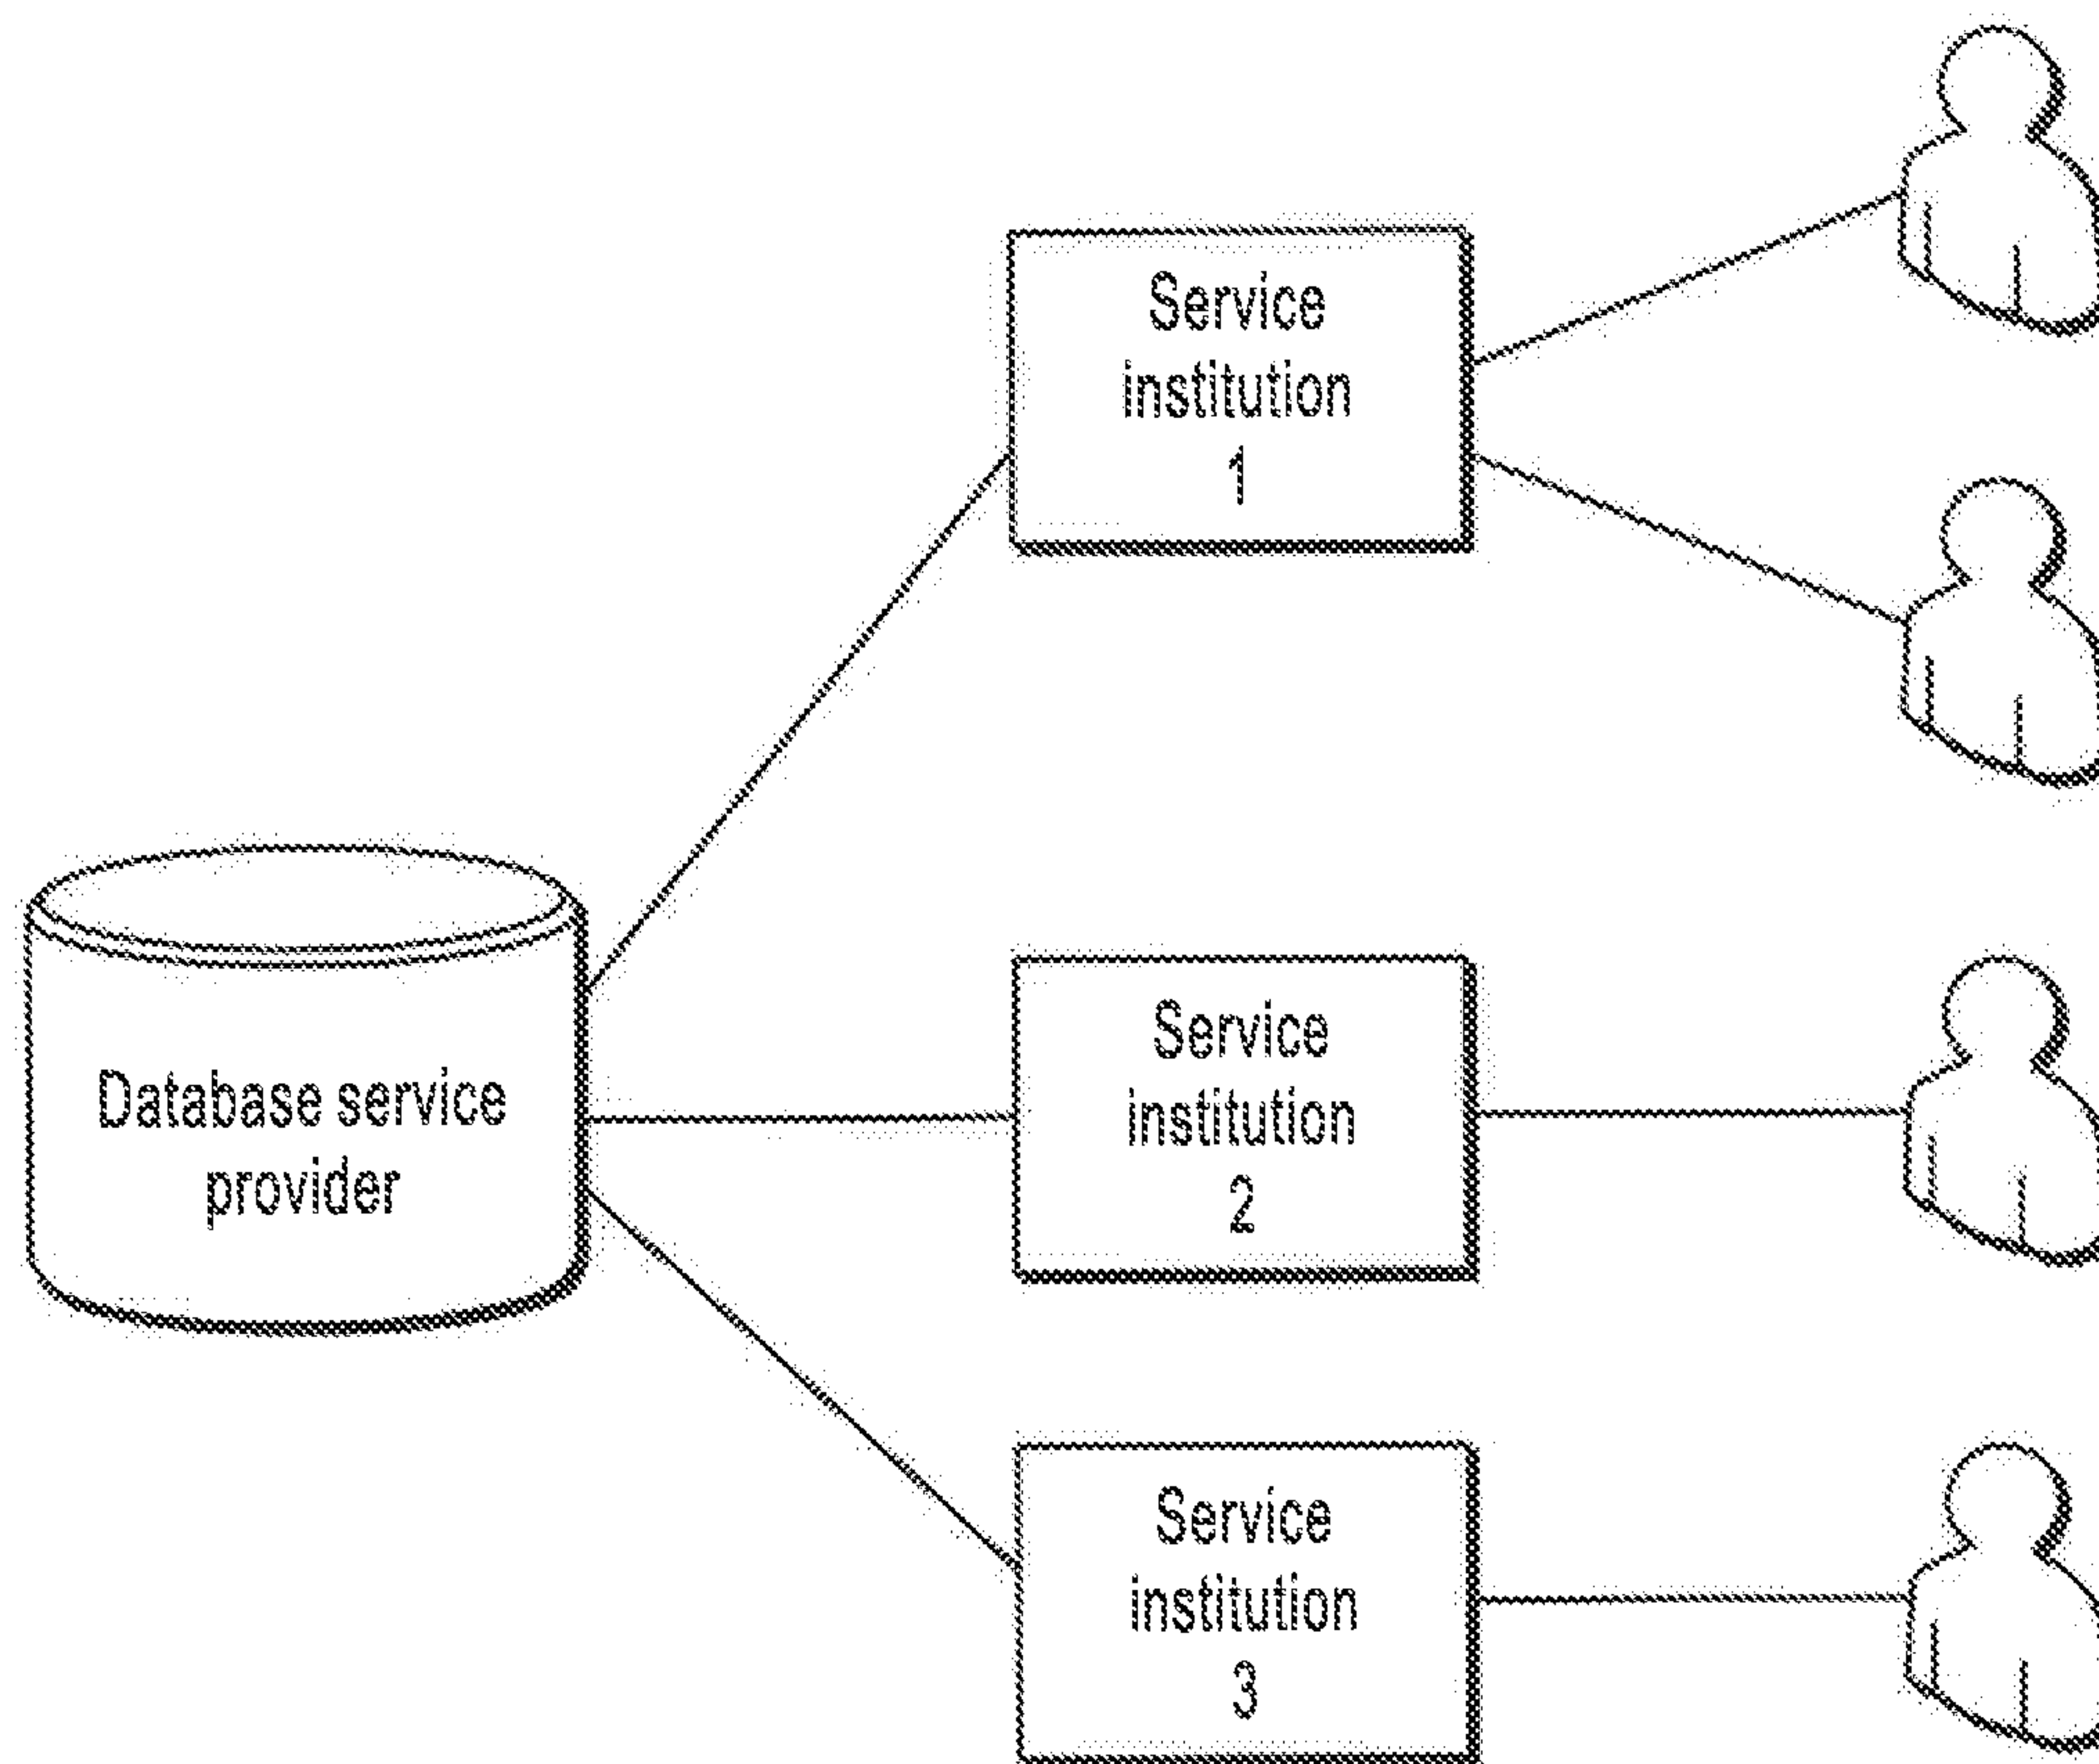 Service
institution
1
Database service
provider
Service
institution
2
Service
institution
3